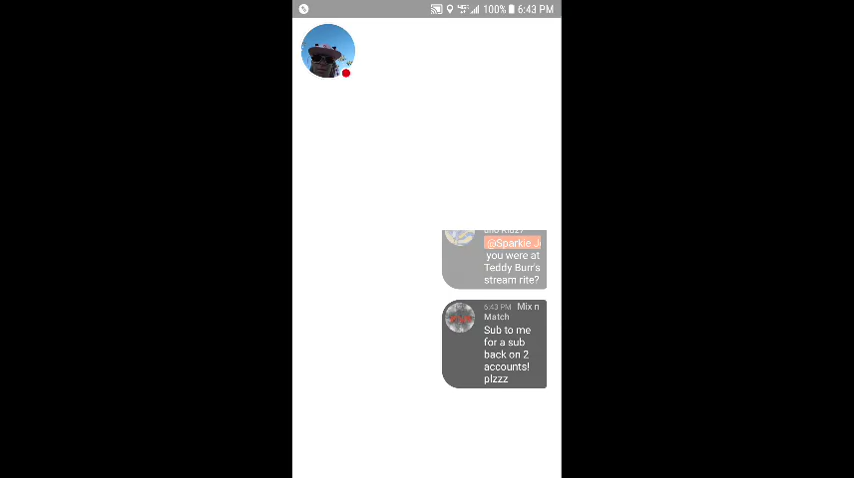 100% 6:43 PM
@Sparkie
you were at
Teddy Burr's
stream rite?
6:43 PM Mix n
Match
Sub to me
for a sub
back on 2
accounts!
plzzz